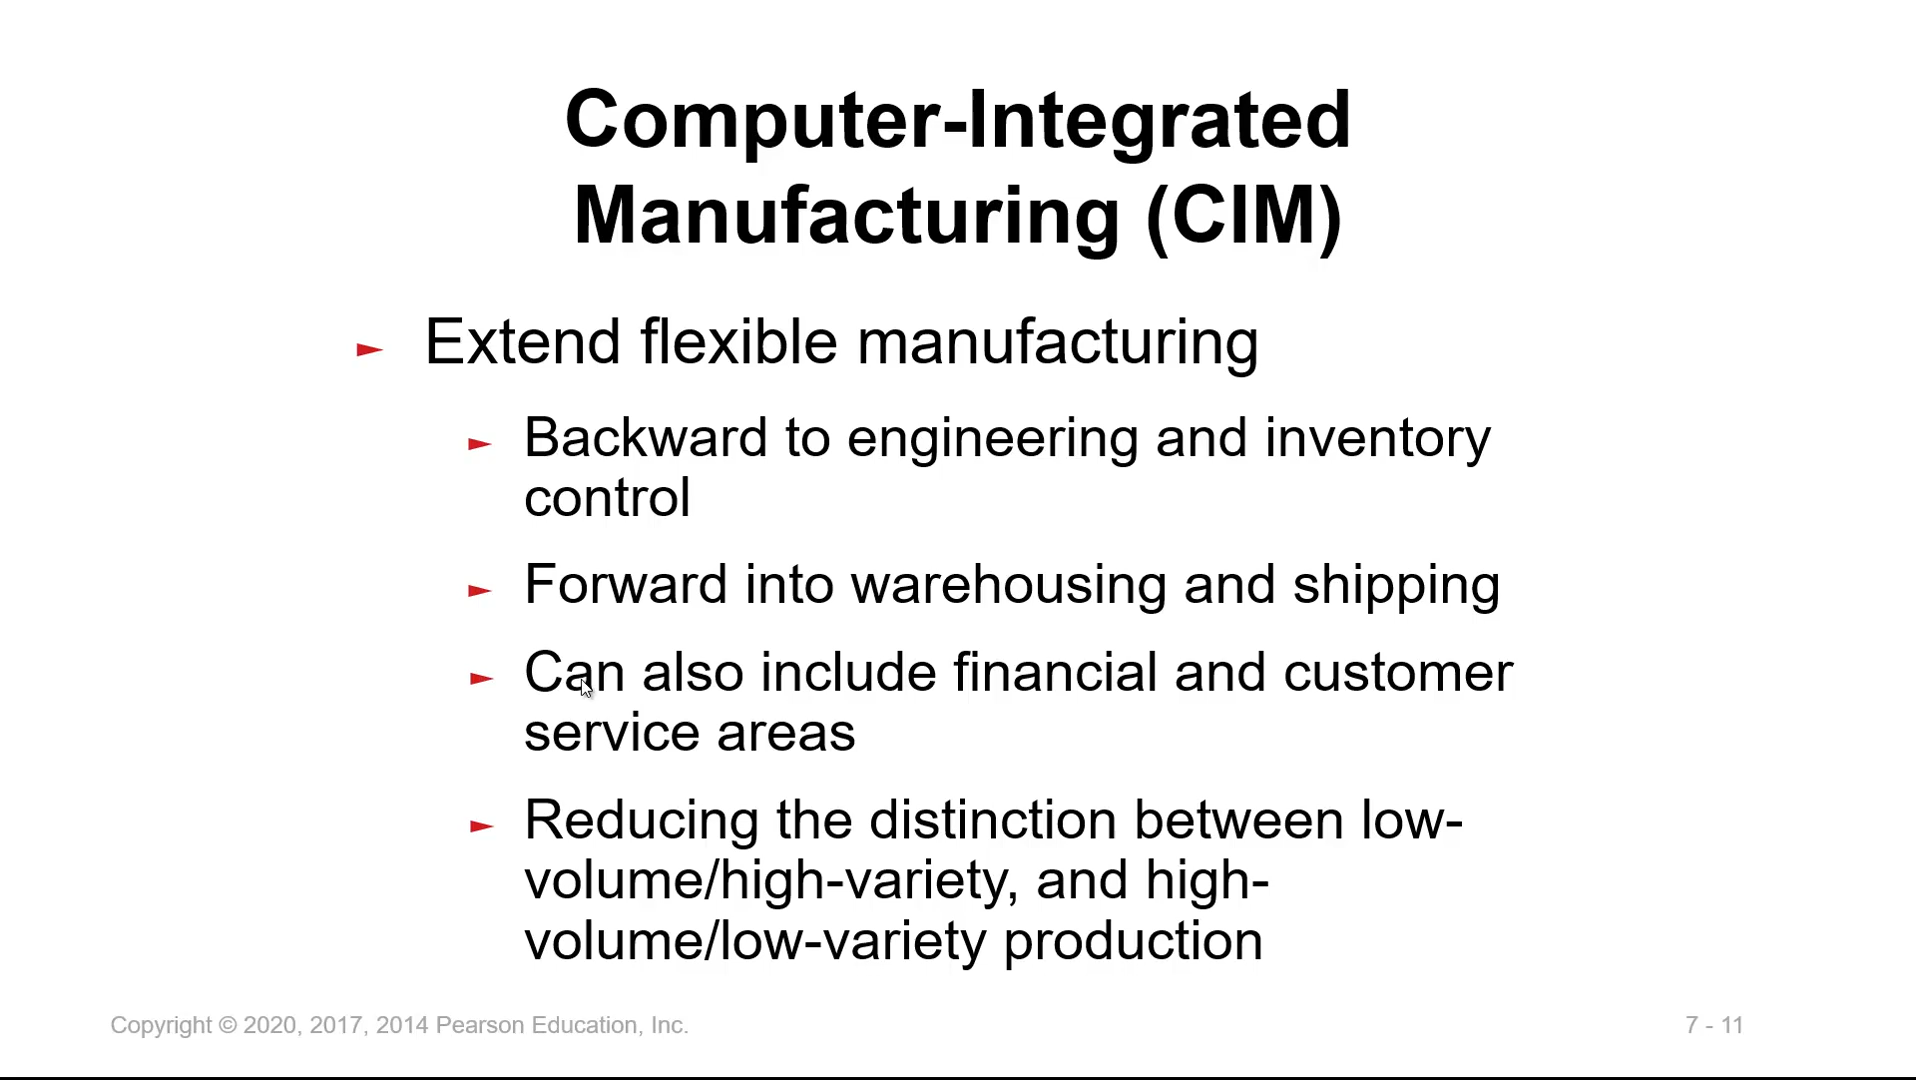 Computer-Integrated
Manufacturing (CIM)
► Extend flexible manufacturing
► Backward to engineering and inventory
control
► Forward into warehousing and shipping
► Can also include financial and customer
service areas
► Reducing the distinction between low-
volume/high-variety, and high-
volume/low-variety production
Copyright © 2020, 2017, 2014 Pearson Education, Inc.
7 - 11